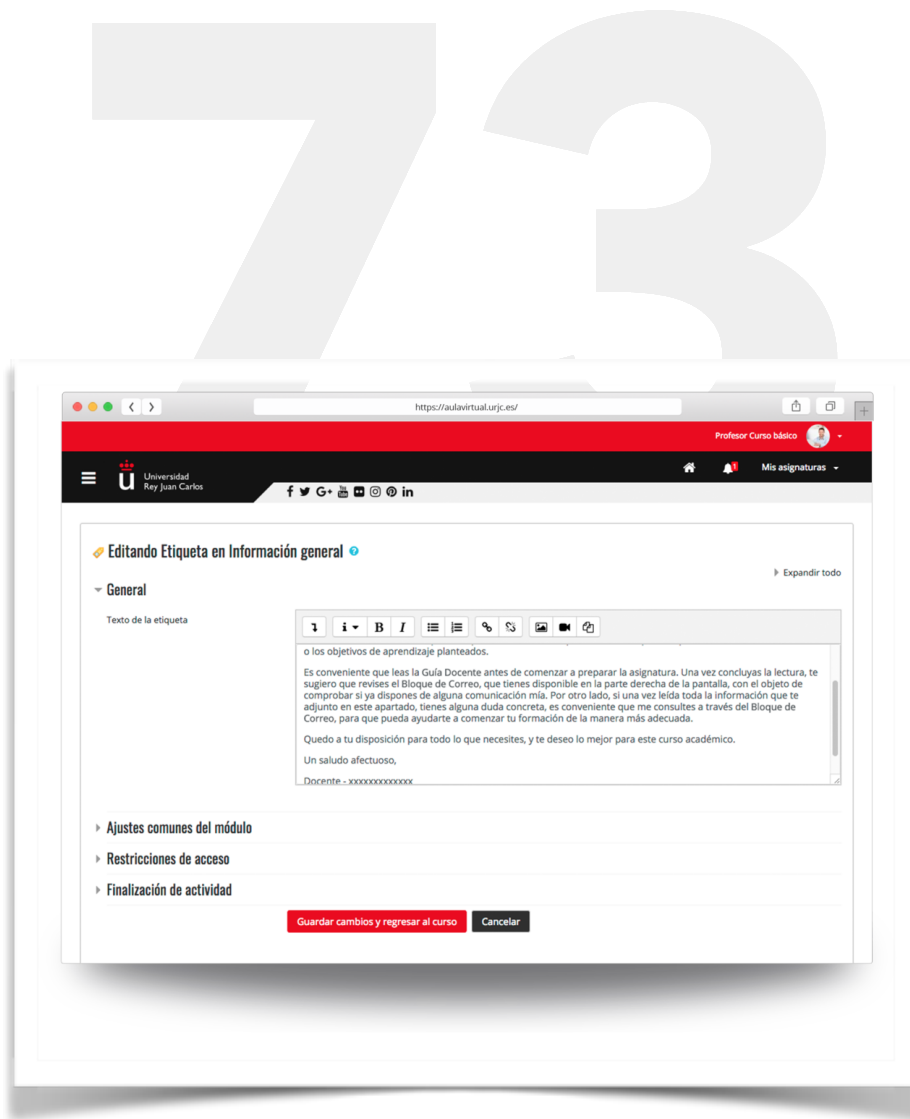 73
https://aulavirtual.urjc.es/
Profesor Curso básico
Universidad
Rey Juan Carlos
1
Mis asignaturas
Editando Etiqueta en Información general
Expandir todo
General
Texto de la etiqueta
o los objetivos de aprendizaje planteados.
Es conveniente que leas la Guía Docente antes de comenzar a preparar la asignatura. Una vez concluyas la lectura, te
sugiero que revises el Bloque de Correo, que tienes disponible en la parte derecha de la pantalla, con el objeto de
comprobar si ya dispones de alguna comunicación mía. Por otro lado, si una vez leída toda la información que te
adjunto en este apartado, tienes alguna duda concreta, es conveniente que me consultes a través del Bloque de
Correo, para que pueda ayudarte a comenzar tu formación de la manera más adecuada.
Quedo a tu disposición para todo lo que necesites, y te deseo lo mejor para este curso académico.
Un saludo afectuoso,
Docente - xxxxxxxxxxxxx
Ajustes comunes del módulo
Restricciones de acceso
Finalización de actividad
Guardar cambios y regresar al curso
Cancelar